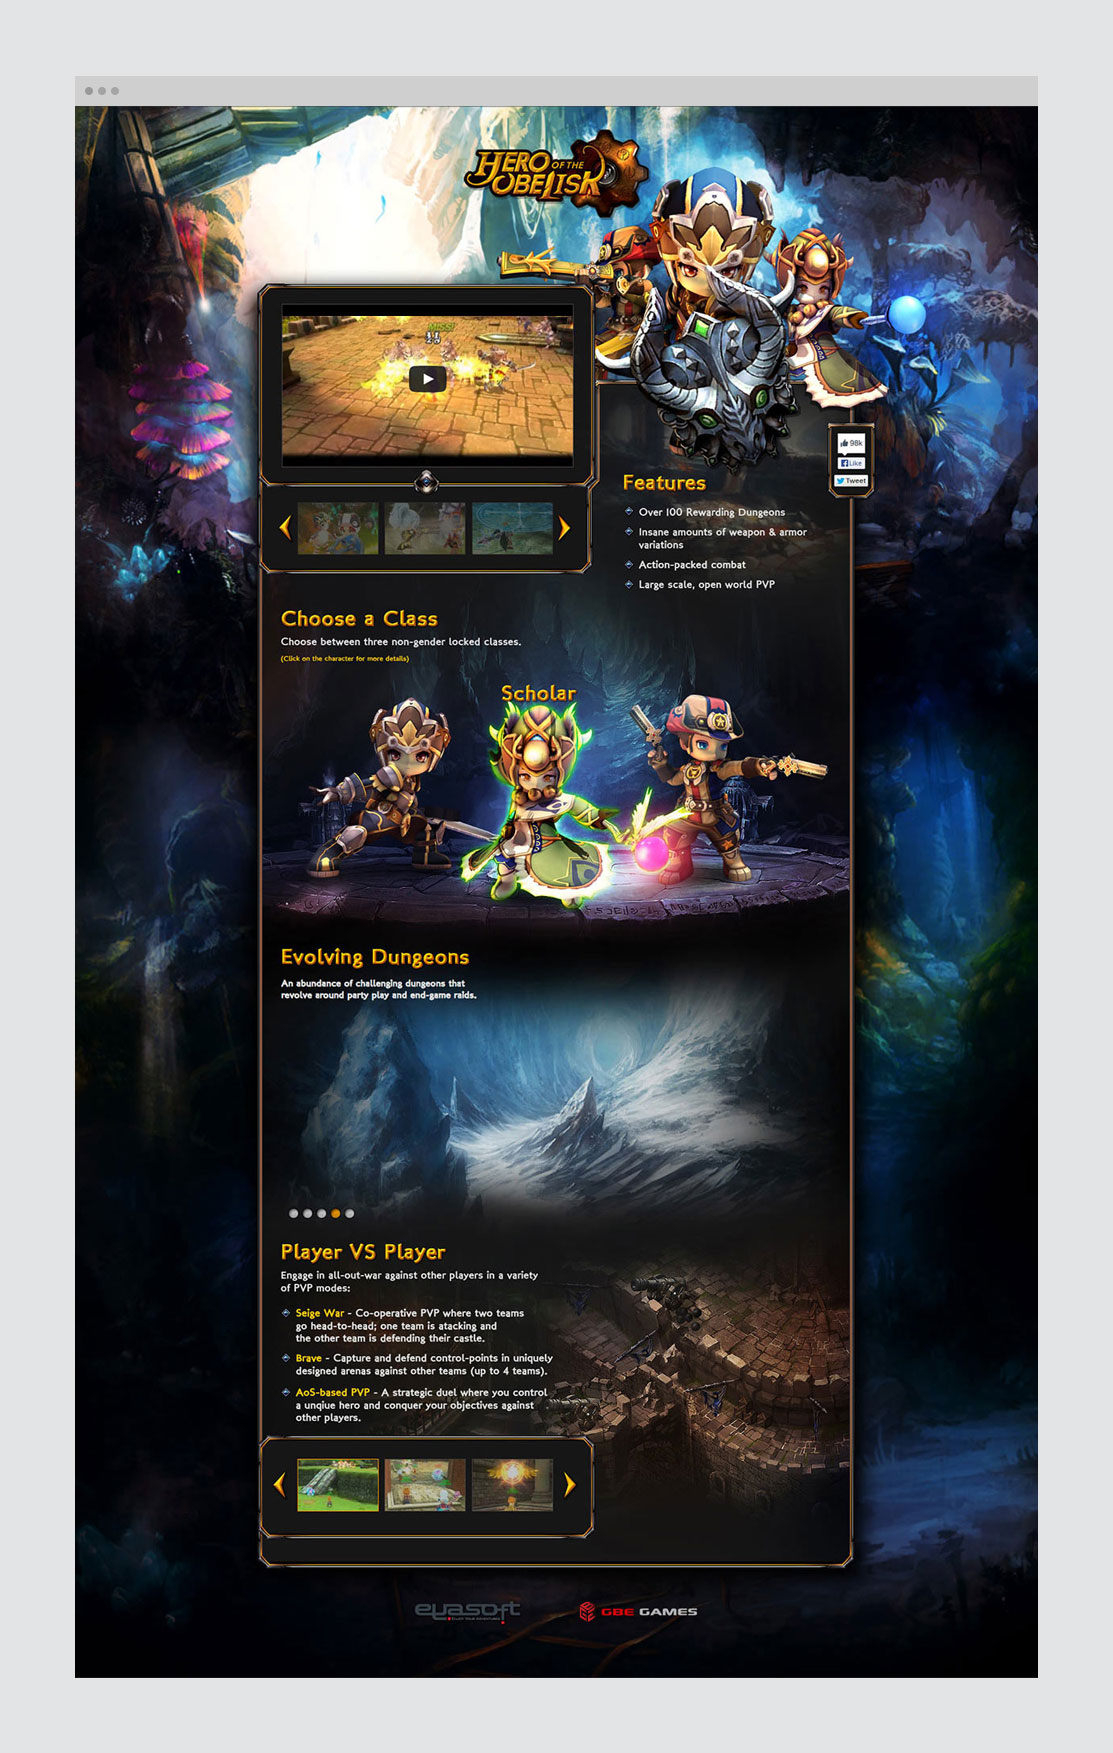 HERO OF THE
OBELISK
MISS!
98k
Like
Tweet
Features
Over 100 Rewarding Dungeons
Insane amounts of weapon & armor
variations
Action-packed combat
Large scale, open world PVP
Choose a Class
Choose between three non-gender locked classes.
(Click on the character for more details)
Scholar
Evolving Dungeons
An abundance of challenging dungeons that
revolve around party play and end-game raids.
Player VS Player
Engage in all-out-war against other players in a variety
of PVP modes:
Seige War - Co-operative PVP where two teams
go head-to-head; one team is atacking and
the other team is defending their castle.
Brave - Capture and defend control-points in uniquely
designed arenas against other teams (up to 4 teams).
AoS-based PVP - A strategic duel where you control
a unqiue hero and conquer your objectives against
other players.
eyasoft
ENJOY YOUR ADVENTURES
GBE GAMES